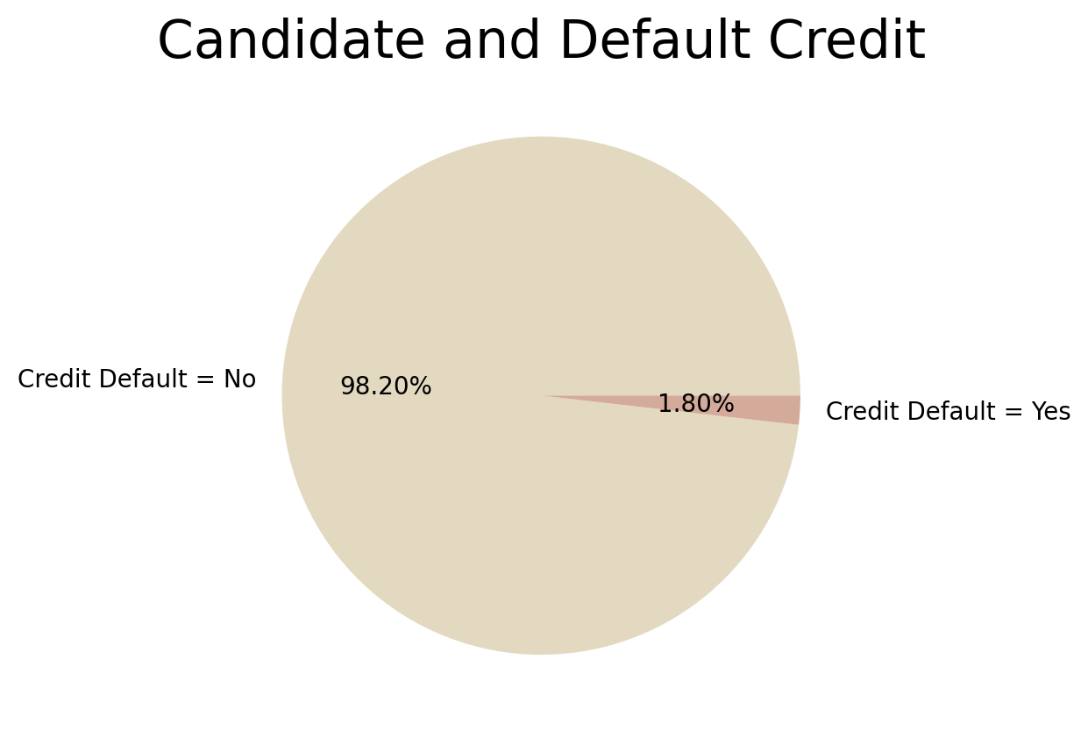 Candidate and Default Credit
Credit Default = No
98.20%
1.80%
Credit Default = Yes